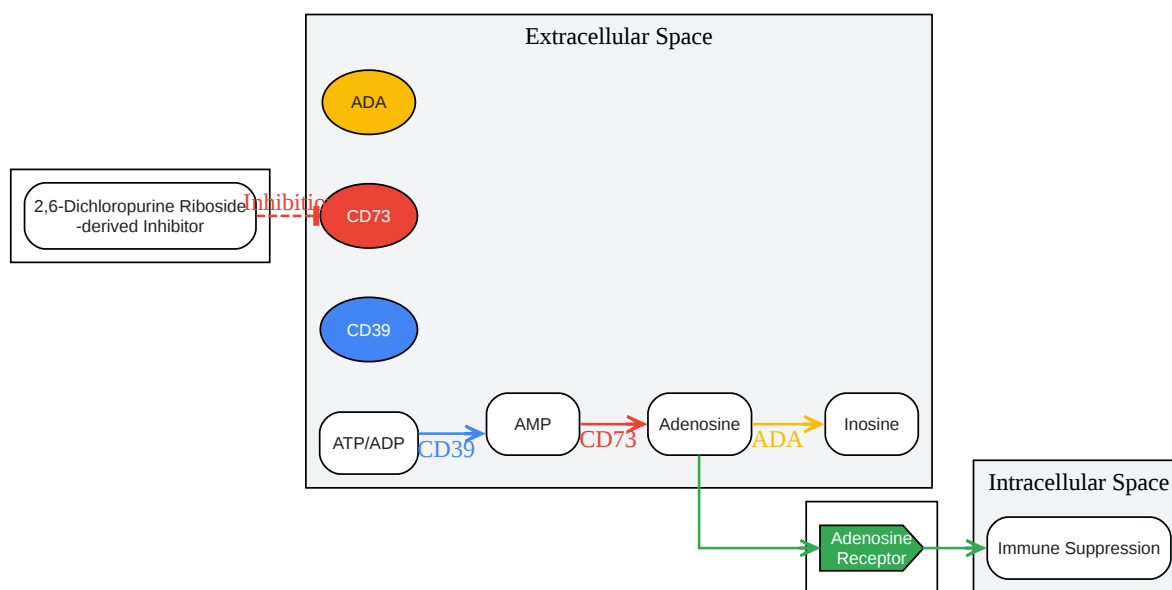 Extracellular Space
ADA
2,6-Dichloropurine Riboside
-derived Inhibitor
Inhibitio
CD73
CD39
ATP/ADP
CD39
AMP
CD73
Adenosine
ADA
Inosine
Intracellular Space
Adenosine
Receptor
Immune Suppression